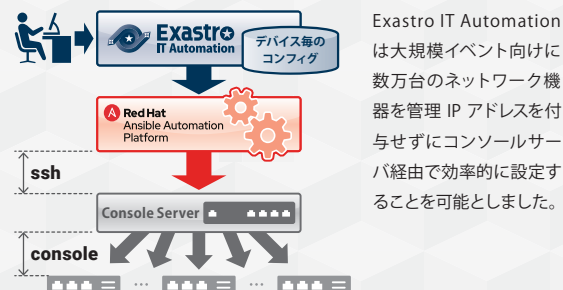 Exastro
IT Automation
デバイス毎の
コンフィグ
Red Hat
Ansible Automation
Platform
ssh
Console Server
console
... ...
Exastro IT Automation
は大規模イベント向けに
数万台のネットワーク機
器を管理 IP アドレスを付
与せずにコンソールサー
バ経由で効率的に設定す
ることを可能としました。